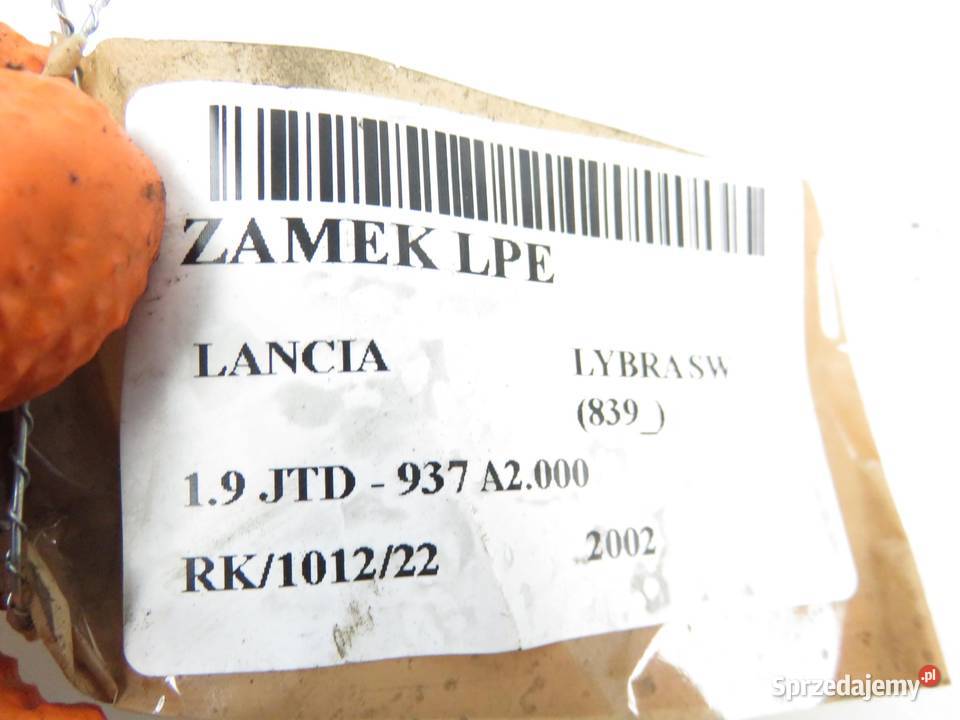 ZAMEK LPE
LANCIA LYBRA SW
(839_)
1.9 JTD - 937 A2.000
RK/1012/22 2002
Sprzedajemy.pl